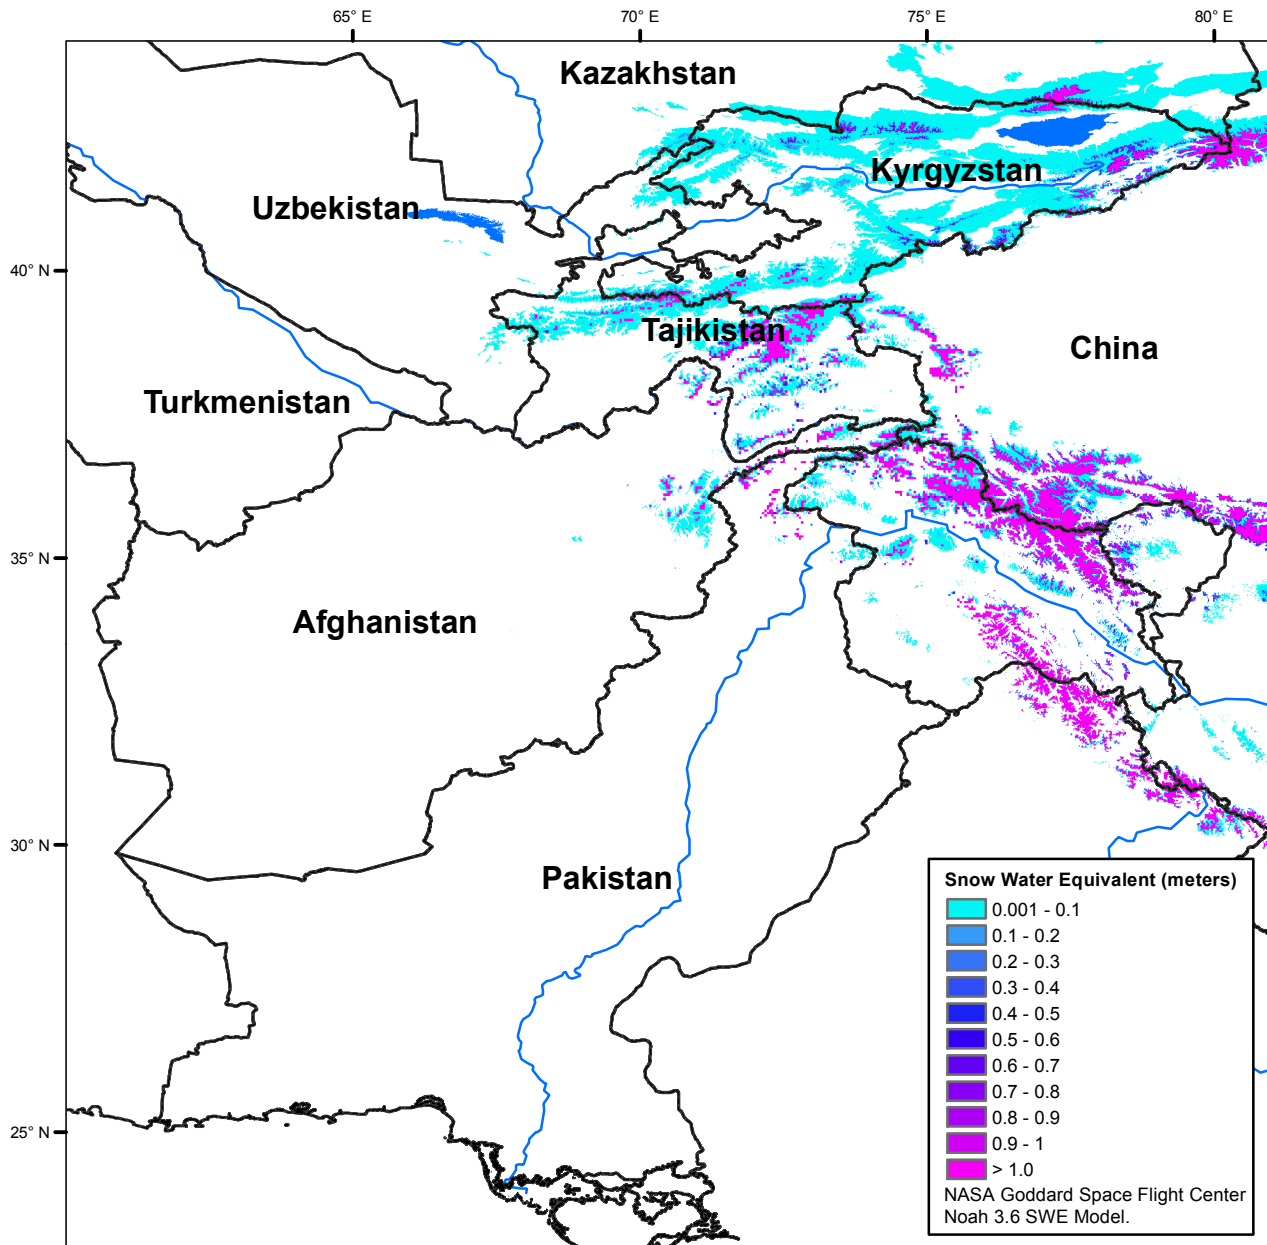 65° E
70° E
75° E
80° E
Kazakhstan
Kyrgyzstan
Uzbekistan
40° N
Tajikistan
China
Turkmenistan
35° N
Afghanistan
30° N
Pakistan
Snow Water Equivalent (meters)
0.001 - 0.1
0.1 - 0.2
0.2 - 0.3
0.3 - 0.4
0.4 - 0.5
0.5 - 0.6
0.6 - 0.7
0.7 - 0.8
0.8 - 0.9
0.9 - 1
> 1.0
NASA Goddard Space Flight Center
Noah 3.6 SWE Model.
25° N